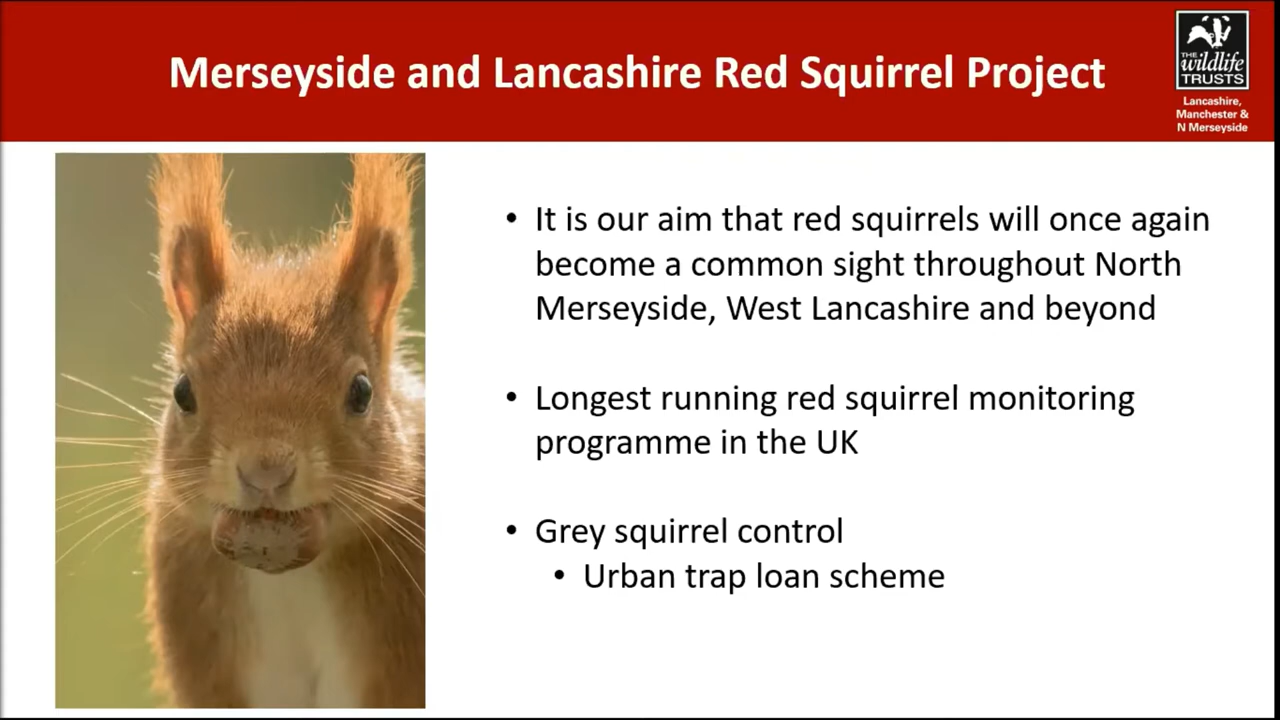 Merseyside and Lancashire Red Squirrel Project
THE
wildlife
TRUSTS
Lancashire,
Manchester &
N Merseyside
• It is our aim that red squirrels will once again
become a common sight throughout North
Merseyside, West Lancashire and beyond
• Longest running red squirrel monitoring
programme in the UK
• Grey squirrel control
• Urban trap loan scheme